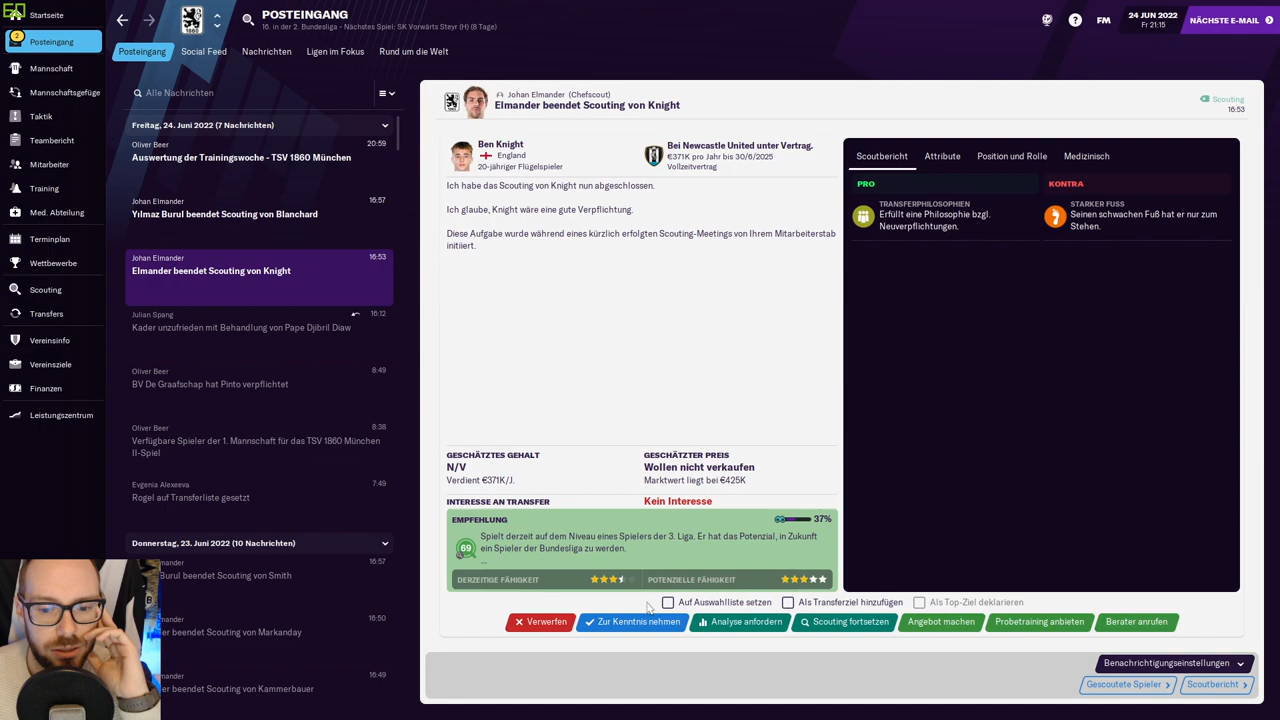 Startseite
2
Posteingang
Mannschaft
Mannschaftsgefüge
Taktik
Teambericht
Mitarbeiter
Training
Med. Abteilung
Terminplan
Wettbewerbe
Scouting
Transfers
Vereinsinfo
Vereinsziele
Finanzen
Leistungszentrum
POSTEINGANG
16. in der 2. Bundesliga - Nächstes Spiel: SK Vorwärts Steyr (H) (8 Tage)
FM
24 JUN 2022
Fr 21:15
NÄCHSTE E-MAIL
Posteingang
Social Feed
Nachrichten
Ligen im Fokus
Rund um die Welt
Alle Nachrichten
Freitag, 24. Juni 2022 (7 Nachrichten)
Oliver Beer 20:59
Auswertung der Trainingswoche - TSV 1860 München
Johan Elmander 16:57
Yılmaz Burul beendet Scouting von Blanchard
Johan Elmander 16:53
Elmander beendet Scouting von Knight
Julian Spang 16:12
Kader unzufrieden mit Behandlung von Pape Djibril Diaw
Oliver Beer 8:49
BV De Graafschap hat Pinto verpflichtet
Oliver Beer 8:38
Verfügbare Spieler der 1. Mannschaft für das TSV 1860 München
II-Spiel
Evgenia Alexeeva 7:49
Rogel auf Transferliste gesetzt
Donnerstag, 23. Juni 2022 (10 Nachrichten)
mander 16:57
Burul beendet Scouting von Smith
mander 16:50
er beendet Scouting von Markanday
mander 16:49
er beendet Scouting von Kammerbauer
Johan Elmander (Chefscout)
Elmander beendet Scouting von Knight
Scouting
16:53
Ben Knight
England
20-jähriger Flügelspieler
Bei Newcastle United unter Vertrag.
€371K pro Jahr bis 30/6/2025
Vollzeitvertrag
Ich habe das Scouting von Knight nun abgeschlossen.
Ich glaube, Knight wäre eine gute Verpflichtung.
Diese Aufgabe wurde während eines kürzlich erfolgten Scouting-Meetings von Ihrem Mitarbeiterstab
initiiert.
GESCHÄTZTES GEHALT
N/V
Verdient €371K/J.
GESCHÄTZTER PREIS
Wollen nicht verkaufen
Marktwert liegt bei €425K
INTERESSE AN TRANSFER
Kein Interesse
EMPFEHLUNG
37%
69
Spielt derzeit auf dem Niveau eines Spielers der 3. Liga. Er hat das Potenzial, in Zukunft
ein Spieler der Bundesliga zu werden.
...
DERZEITIGE FÄHIGKEIT
POTENZIELLE FÄHIGKEIT
Scoutbericht
Attribute
Position und Rolle
Medizinisch
PRO
TRANSFERPHILOSOPHIEN
Erfüllt eine Philosophie bzgl.
Neuverpflichtungen.
KONTRA
STARKER FUSS
Seinen schwachen Fuß hat er nur zum
Stehen.
Auf Auswahlliste setzen
Als Transferziel hinzufügen
Als Top-Ziel deklarieren
Verwerfen
Zur Kenntnis nehmen
Analyse anfordern
Scouting fortsetzen
Angebot machen
Probetraining anbieten
Berater anrufen
Benachrichtigungseinstellungen
Gescoutete Spieler
Scoutbericht